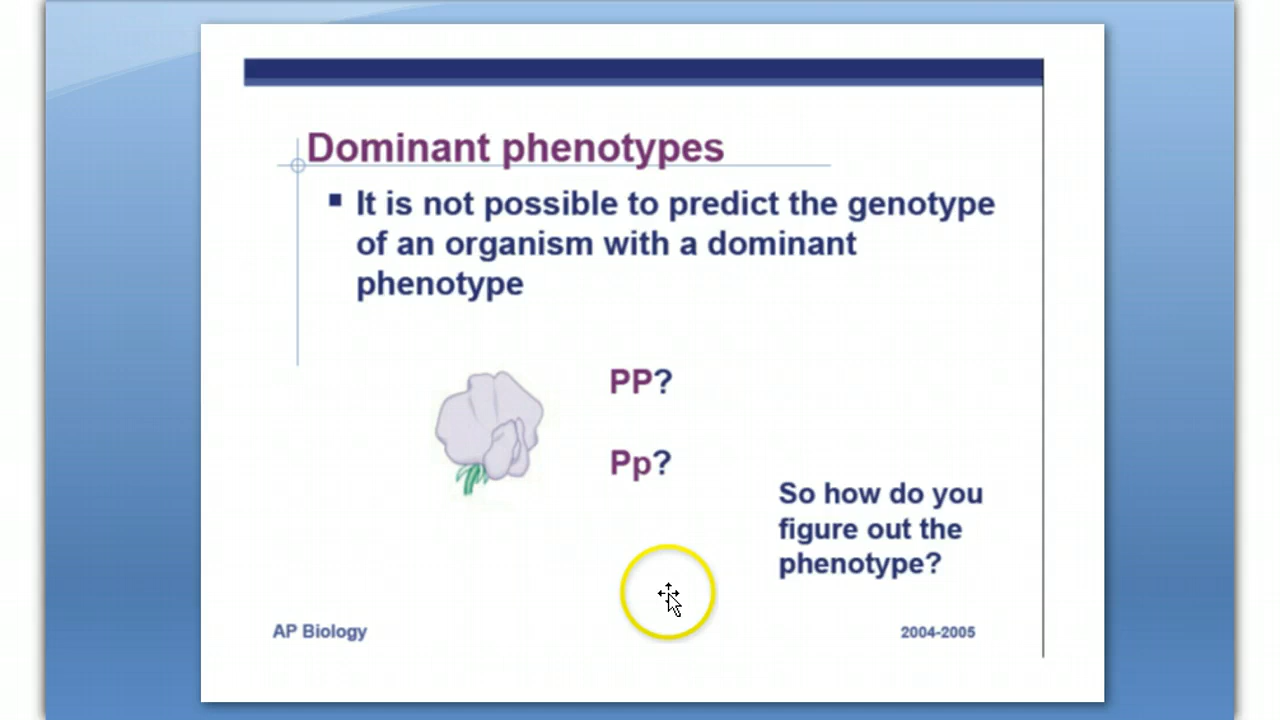 Dominant phenotypes
It is not possible to predict the genotype
of an organism with a dominant
phenotype
PP?
Pp?
So how do you
figure out the
phenotype?
AP Biology
2004-2005